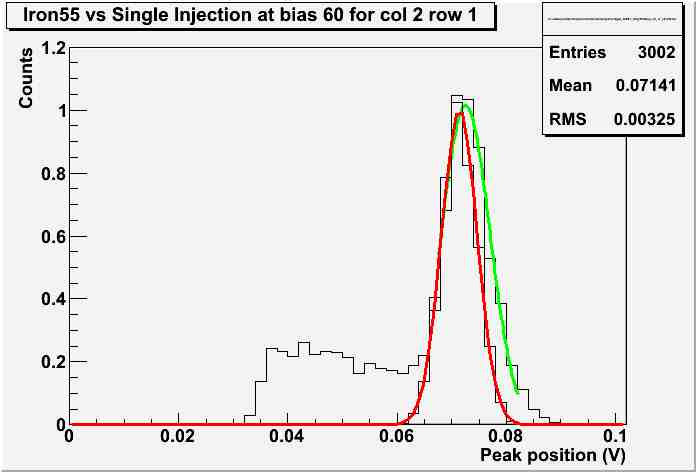 Iron55 vs Single Injection at bias 60 for col 2 row 1
Entries 3002
Mean 0.07141
RMS 0.00325
Counts
1.2
1
0.8
0.6
0.4
0.2
0
0 0.02 0.04 0.06 0.08 0.1
Peak position (V)